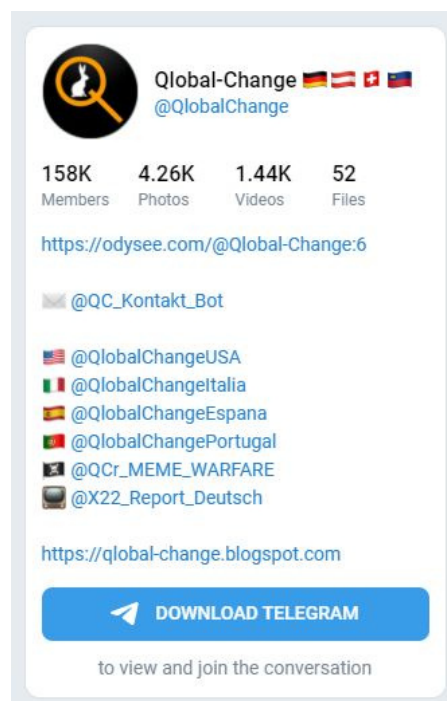 Qlobal-Change 🇩🇪🇦🇹🇨🇭🇱🇮
@QlobalChange
158K 4.26K 1.44K 52
Members Photos Videos Files
https://odysee.com/@Qlobal-Change:6
✉️ @QC_Kontakt_Bot
🇺🇸 @QlobalChangeUSA
🇮🇹 @QlobalChangeItalia
🇪🇸 @QlobalChangeEspana
🇵🇹 @QlobalChangePortugal
🏴‍☠️ @QCr_MEME_WARFARE
📺 @X22_Report_Deutsch
https://qlobal-change.blogspot.com
DOWNLOAD TELEGRAM
to view and join the conversation